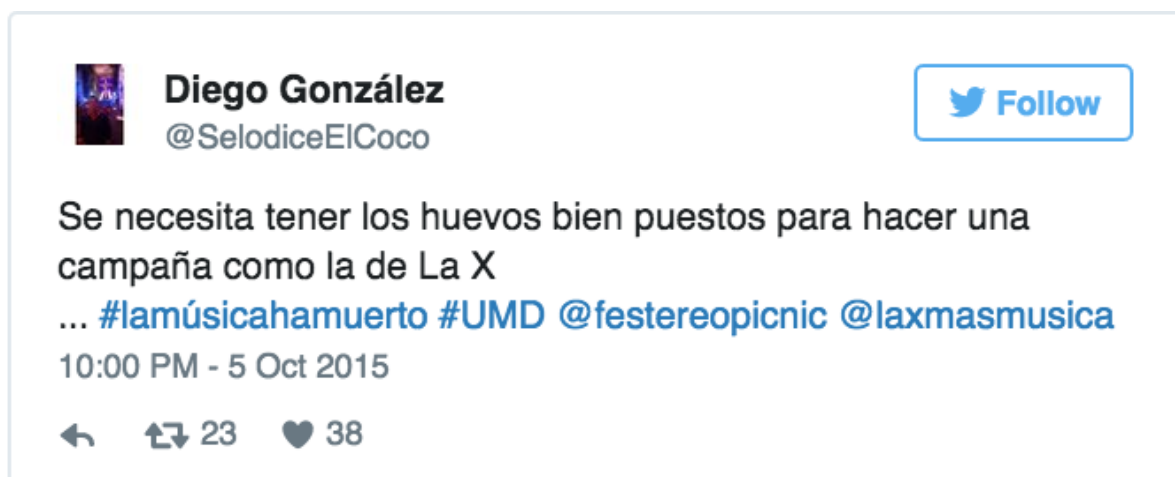 Diego González
@SelodiceElCoco
Follow
Se necesita tener los huevos bien puestos para hacer una
campaña como la de La X
... #lamúsicahamuerto #UMD @festereopicnic @laxmasmusica
10:00 PM - 5 Oct 2015
23 38